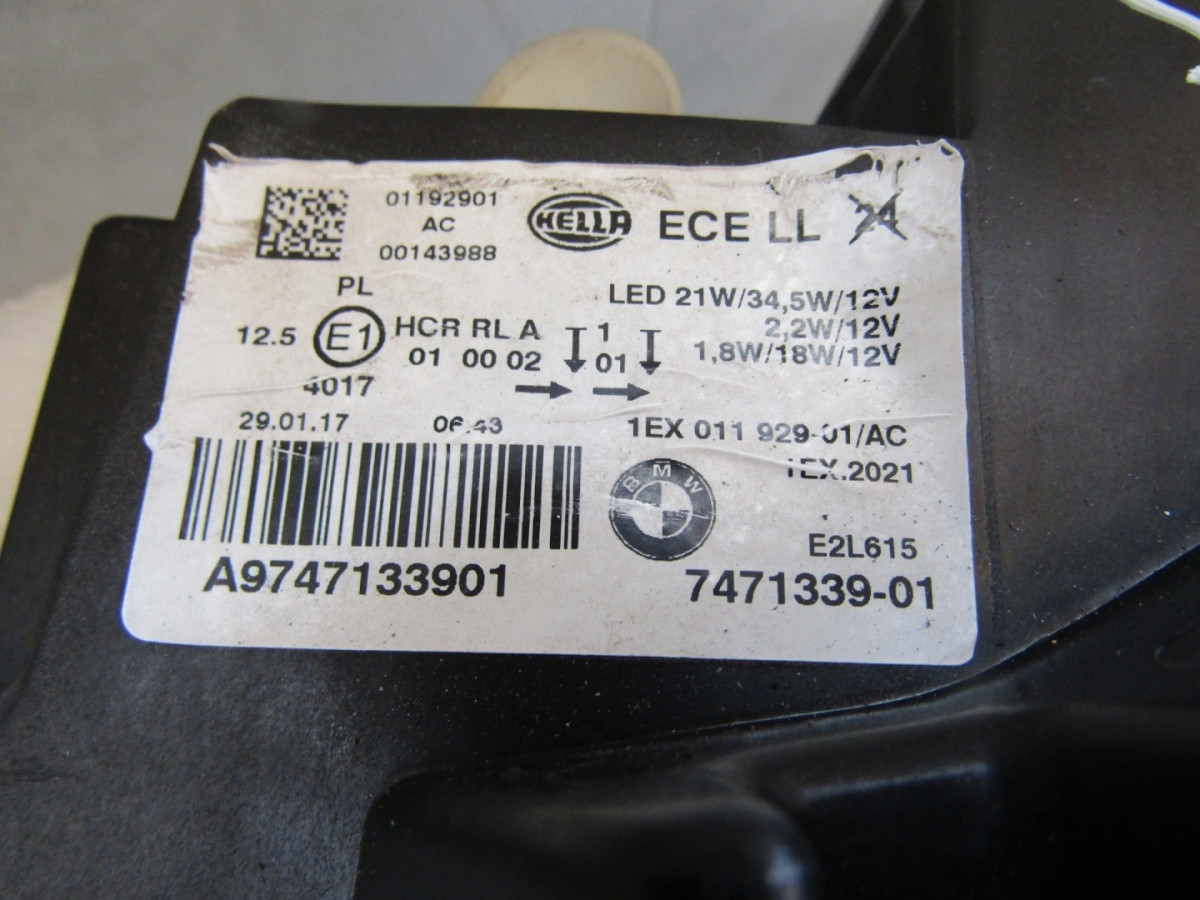 01192901
AC
00143988
HELLA
ECE LL 24
PL
12.5 E1 HCR RL A 1
01 00 02 01
4017
LED 21W/34,5W/12V
2,2W/12V
1,8W/18W/12V
29.01.17 06:43
1EX 011 929-01/AC
1EX.2021
BMW
E2L615
A9747133901
7471339-01